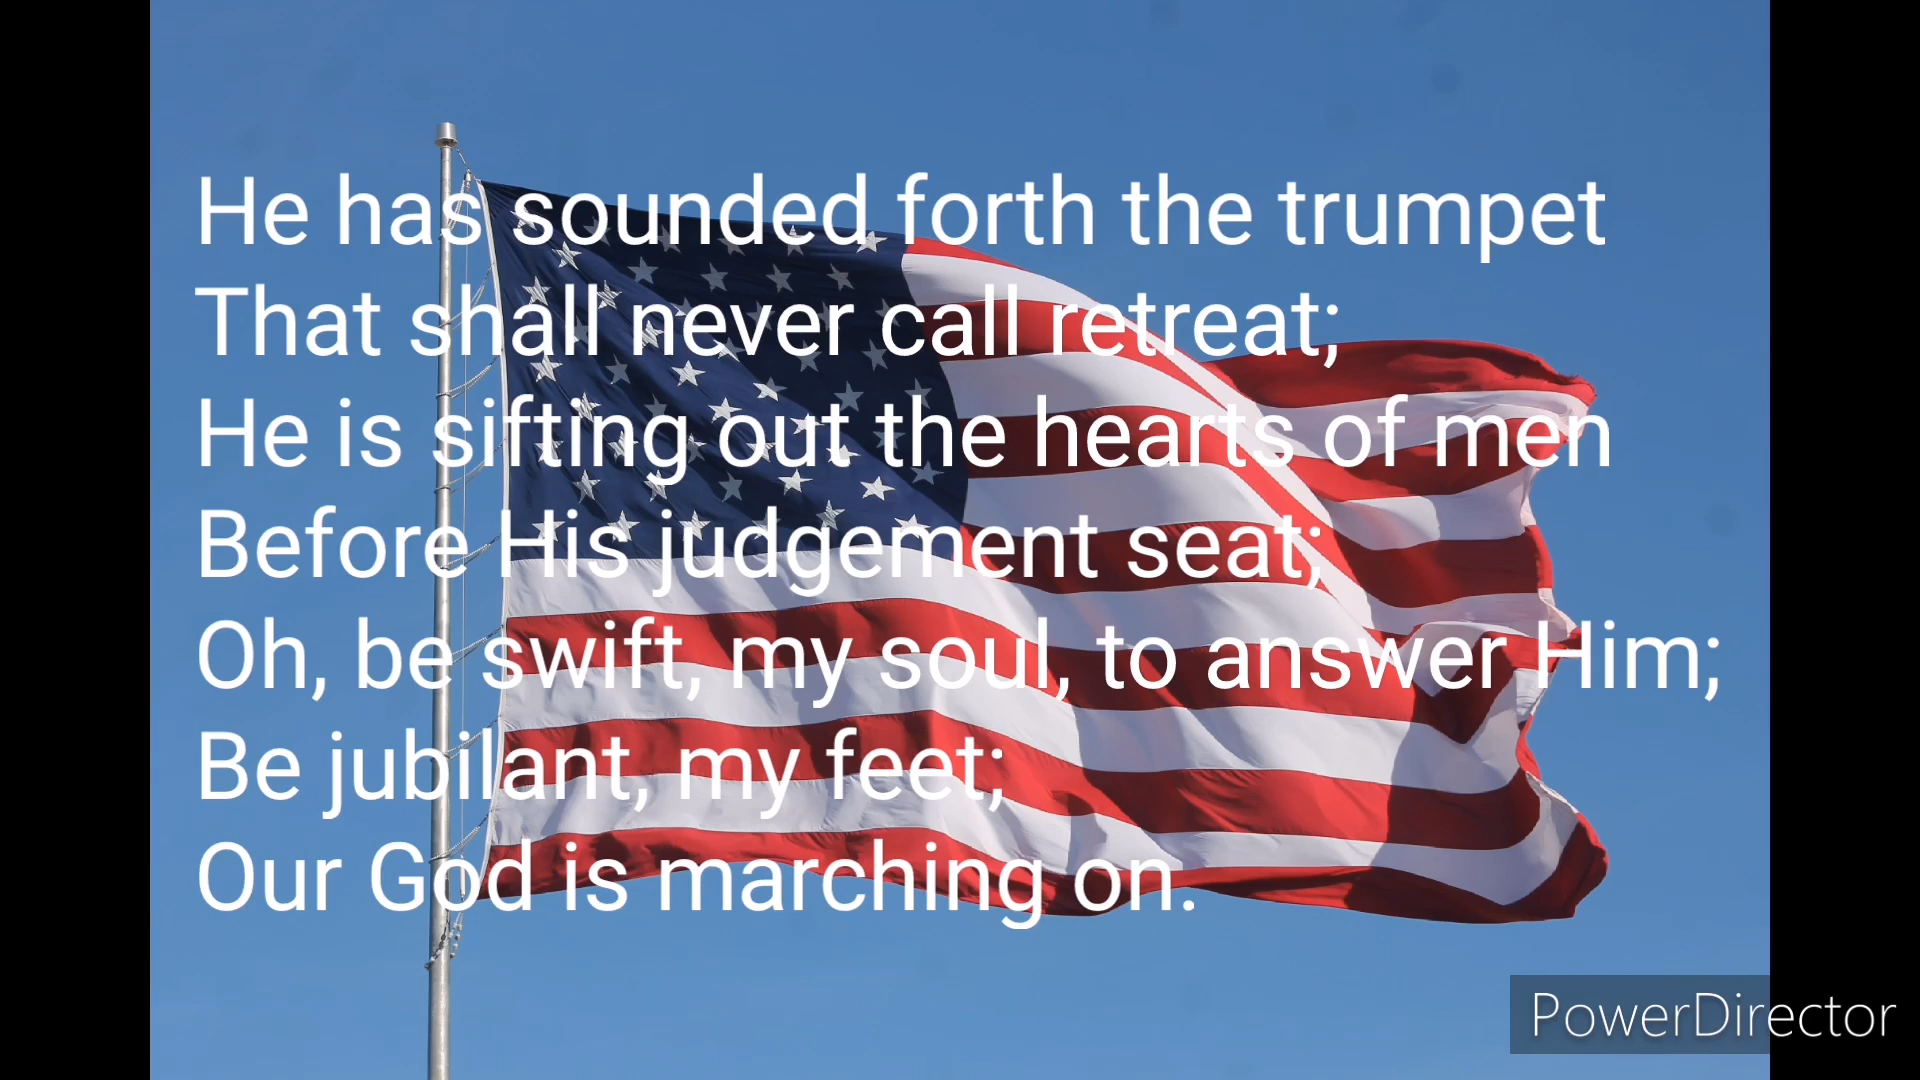 He has sounded forth the trumpet
That shall never call retreat;
He is sifting out the hearts of men
Before His judgement seat;
Oh, be swift, my soul, to answer Him;
Be jubilant, my feet;
Our God is marching on.
PowerDirector